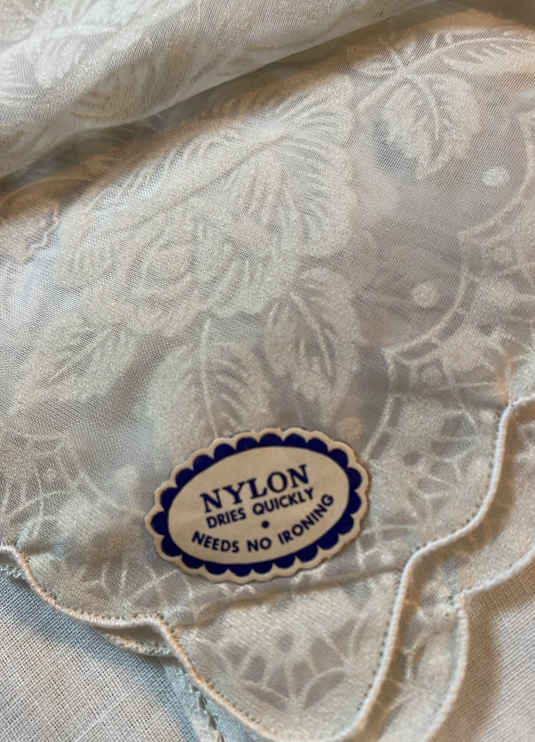 NYLON
DRIES QUICKLY
•
NEEDS NO IRONING